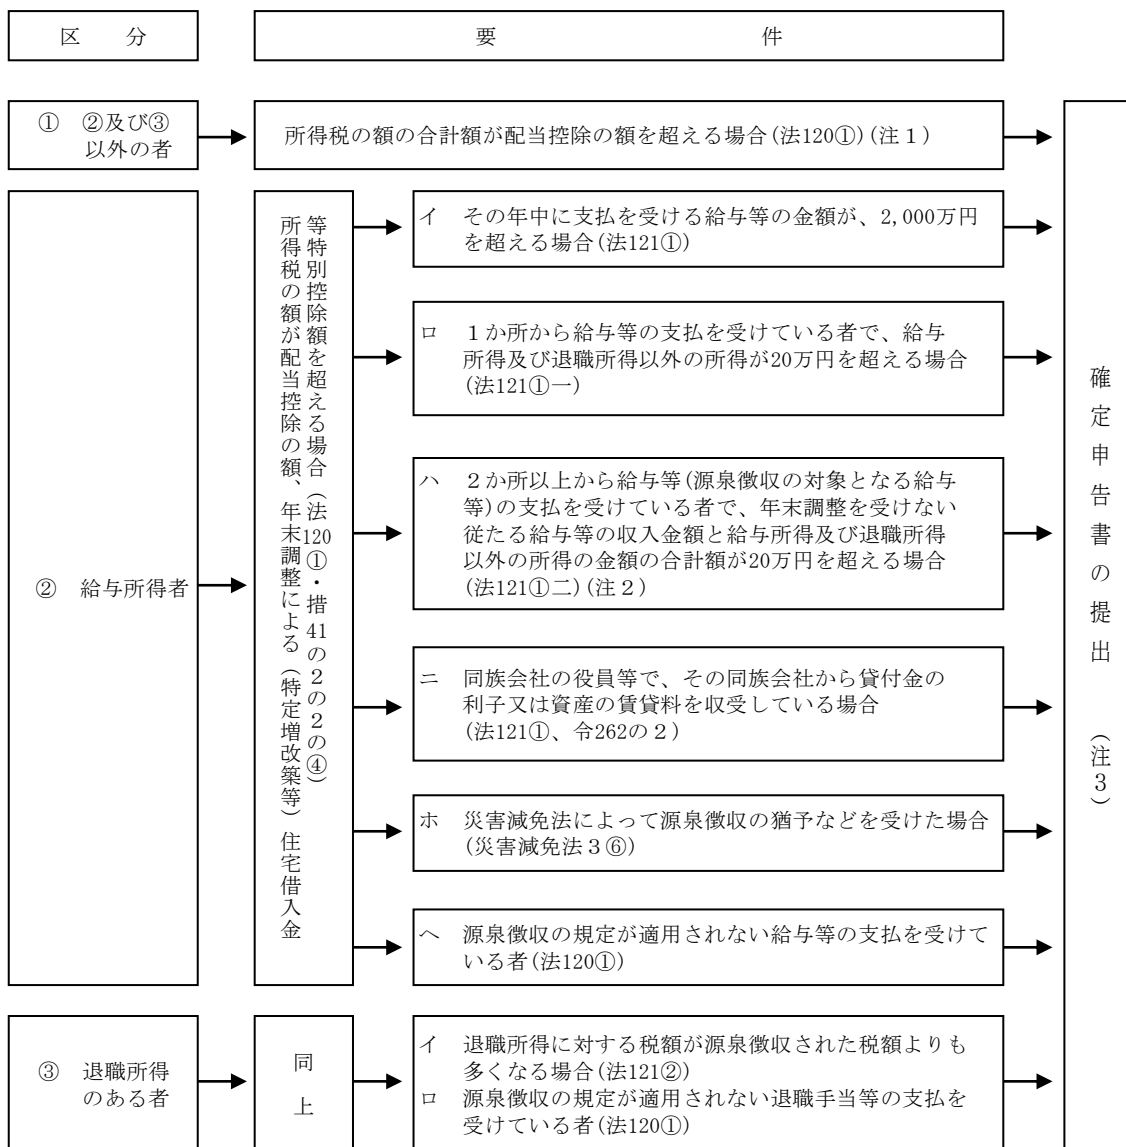 区　分
要　件
①　②及び③
以外の者
所得税の額の合計額が配当控除の額を超える場合(法120①)(注１)
②　給与所得者
所得税の額が配当控除の額、年末調整による（特定増改築等）住宅借入金
等特別控除額を超える場合（法120①・措41の２の２の④）
イ　その年中に支払を受ける給与等の金額が、2,000万円
を超える場合(法121①)
ロ　１か所から給与等の支払を受けている者で、給与
所得及び退職所得以外の所得が20万円を超える場合
(法121①一)
ハ　２か所以上から給与等(源泉徴収の対象となる給与
等)の支払を受けている者で、年末調整を受けない
従たる給与等の収入金額と給与所得及び退職所得
以外の所得の金額の合計額が20万円を超える場合
(法121①二)(注２)
ニ　同族会社の役員等で、その同族会社から貸付金の
利子又は資産の賃貸料を収受している場合
(法121①、令262の２)
ホ　災害減免法によって源泉徴収の猶予などを受けた場合
(災害減免法３⑥)
ヘ　源泉徴収の規定が適用されない給与等の支払を受けて
いる者(法120①)
③　退職所得
のある者
同上
イ　退職所得に対する税額が源泉徴収された税額よりも
多くなる場合(法121②)
ロ　源泉徴収の規定が適用されない退職手当等の支払を
受けている者(法120①)
確定申告書の提出　（注３）